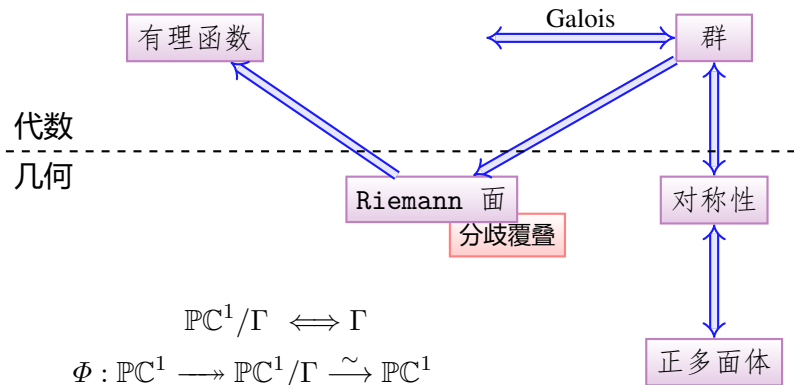 Galois
有理函数
群
代数
几何
Riemann 面
对称性
分歧覆叠
ℙℂ¹/Γ ⟺ Γ
Φ : ℙℂ¹ ↠ ℙℂ¹/Γ ⥲ ℙℂ¹
正多面体